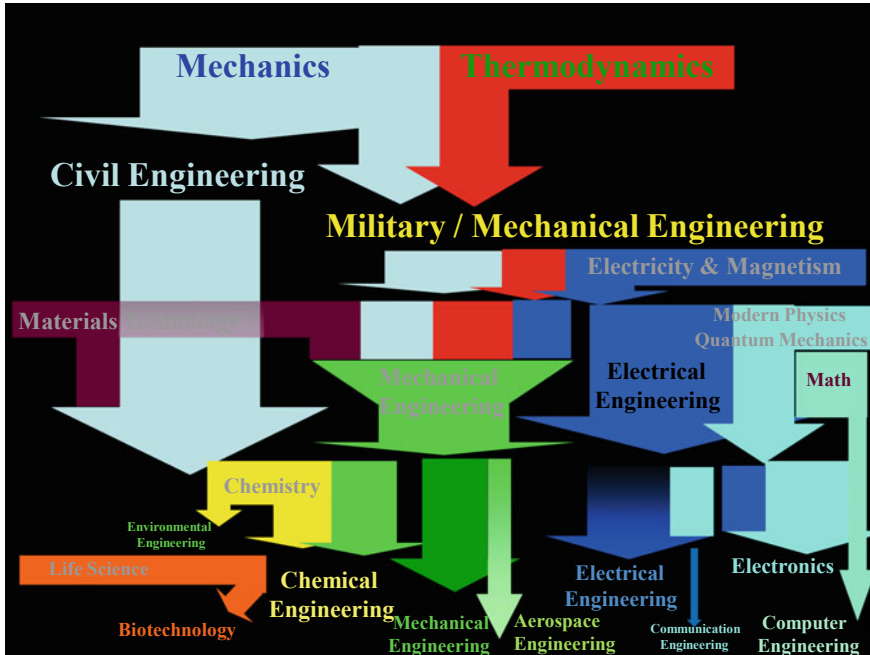 Mechanics
Thermodynamics
Civil Engineering
Military / Mechanical Engineering
Electricity & Magnetism
Materials Technology
Modern Physics
Quantum Mechanics
Mechanical
Engineering
Electrical
Engineering
Math
Chemistry
Environmental
Engineering
Life Science
Chemical
Engineering
Biotechnology
Mechanical
Engineering
Aerospace
Engineering
Electrical
Engineering
Communication
Engineering
Electronics
Computer
Engineering